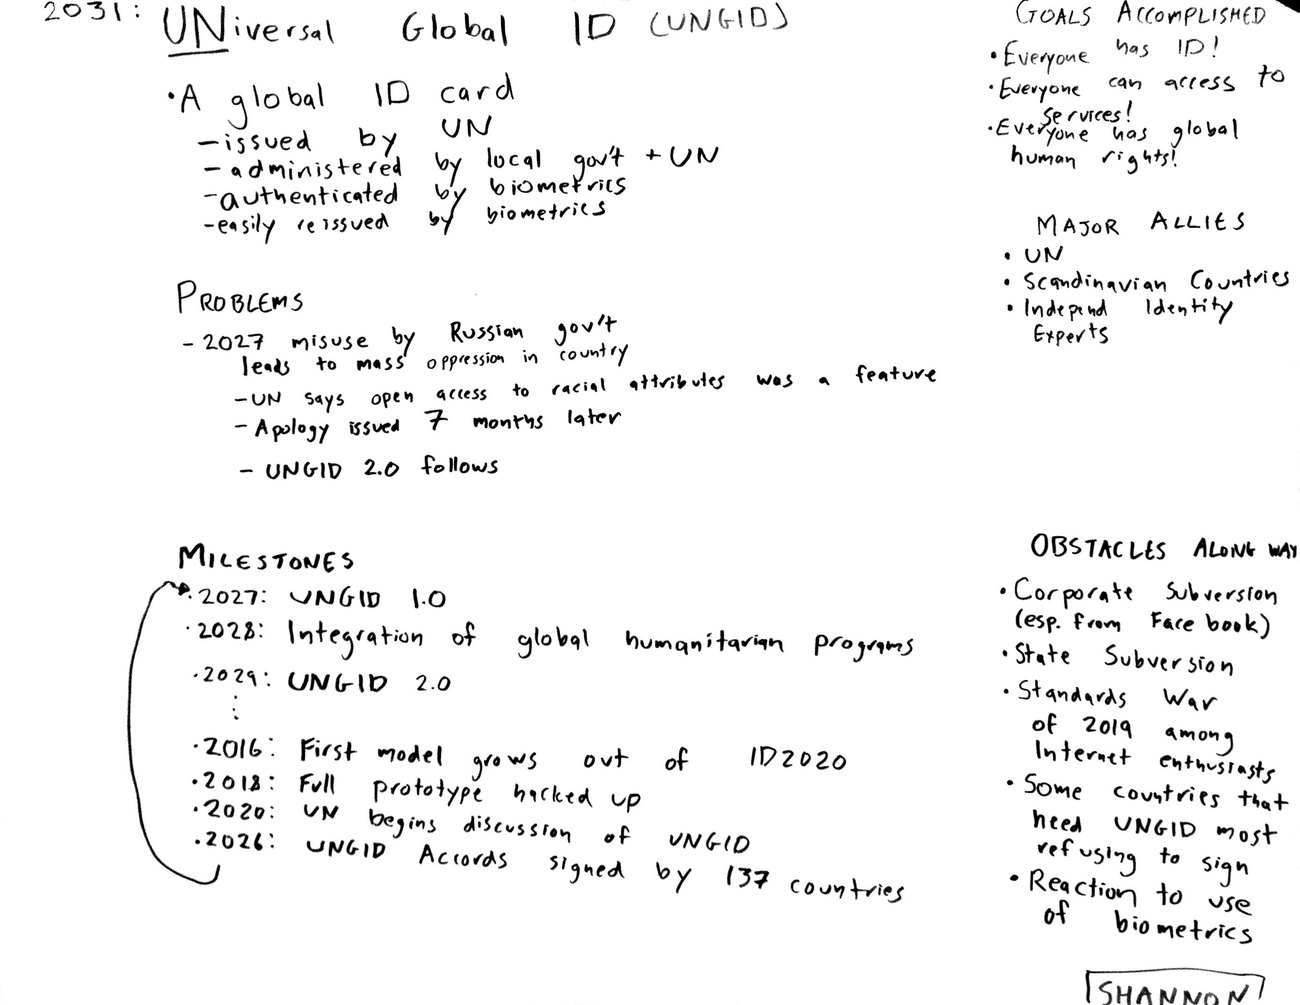 2031: UNiversal Global ID (UNGID)
• A global ID card
– issued by UN
– administered by local gov't + UN
– authenticated by biometrics
– easily reissued by biometrics
PROBLEMS
– 2027 misuse by Russian gov't
leads to mass oppression in country
– UN says open access to racial attributes was a feature
– Apology issued 7 months later
– UNGID 2.0 follows
MILESTONES
• 2027: UNGID 1.0
• 2028: Integration of global humanitarian programs
• 2029: UNGID 2.0
⋮
• 2016: First model grows out of ID2020
• 2018: Full prototype hacked up
• 2020: UN begins discussion of UNGID
• 2026: UNGID Accords signed by 137 countries
GOALS ACCOMPLISHED
• Everyone has ID!
• Everyone can access to
services!
• Everyone has global
human rights!
MAJOR ALLIES
• UN
• Scandinavian Countries
• Independ Identity
Experts
OBSTACLES ALONG WAY
• Corporate Subversion
(esp. from Facebook)
• State Subversion
• Standards War
of 2019 among
Internet enthusiasts
• Some countries that
need UNGID most
refusing to sign
• Reaction to use
of biometrics
SHANNON